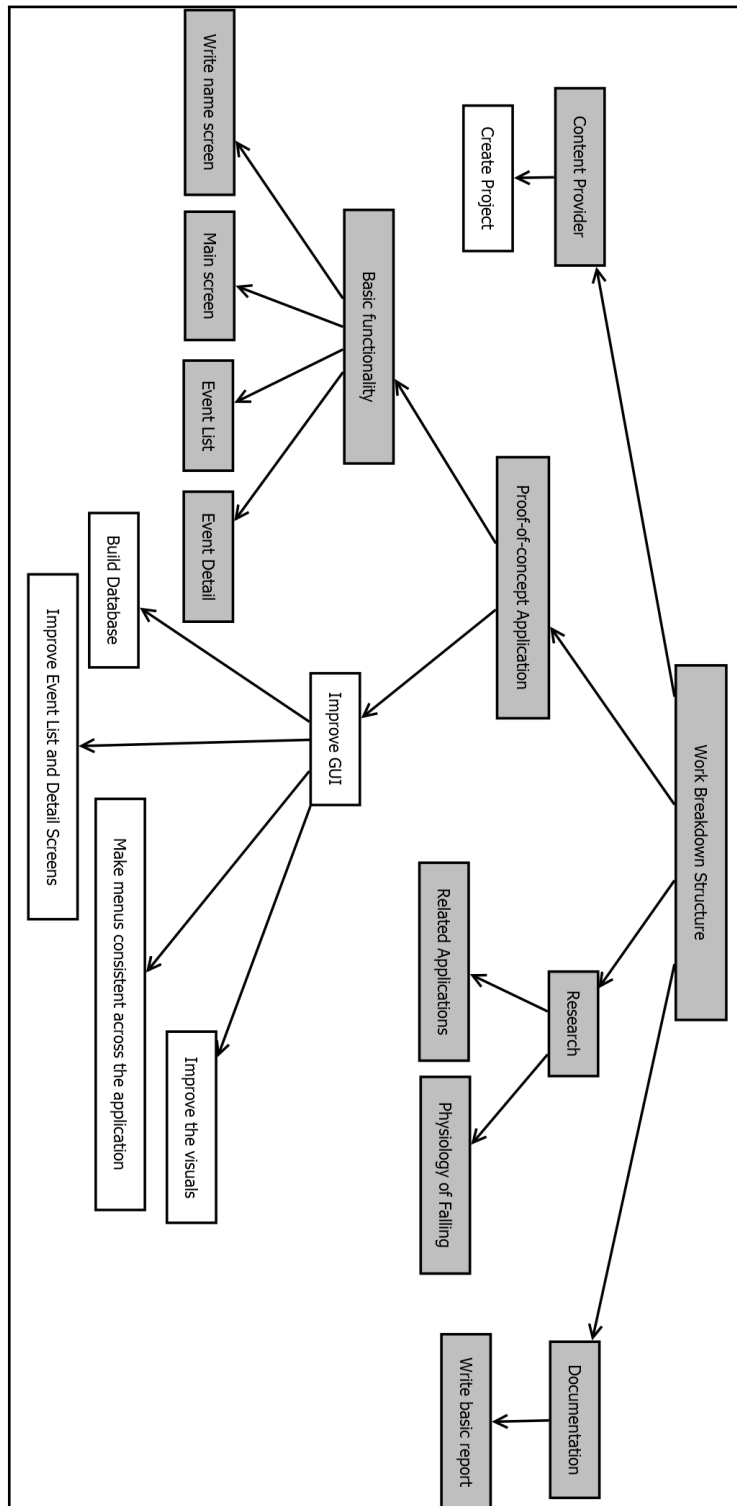 Work Breakdown Structure
Content Provider
Proof-of-concept Application
Research
Documentation
Create Project
Basic functionality
Improve GUI
Related Applications
Physiology of Falling
Write basic report
Write name screen
Main screen
Event List
Event Detail
Build Database
Improve Event List and Detail Screens
Make menus consistent across the application
Improve the visuals